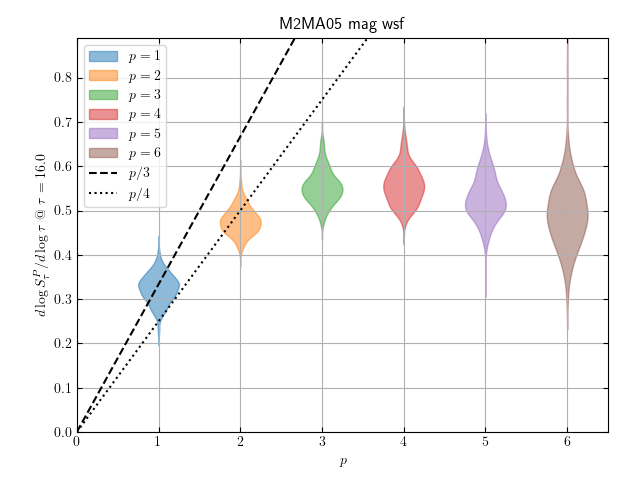 M2MA05 mag wsf
p = 1
p = 2
p = 3
p = 4
p = 5
p = 6
p/3
p/4
d log S_τ^P / d log τ @ τ = 16.0
0.8
0.7
0.6
0.5
0.4
0.3
0.2
0.1
0.0
0 1 2 3 4 5 6
p